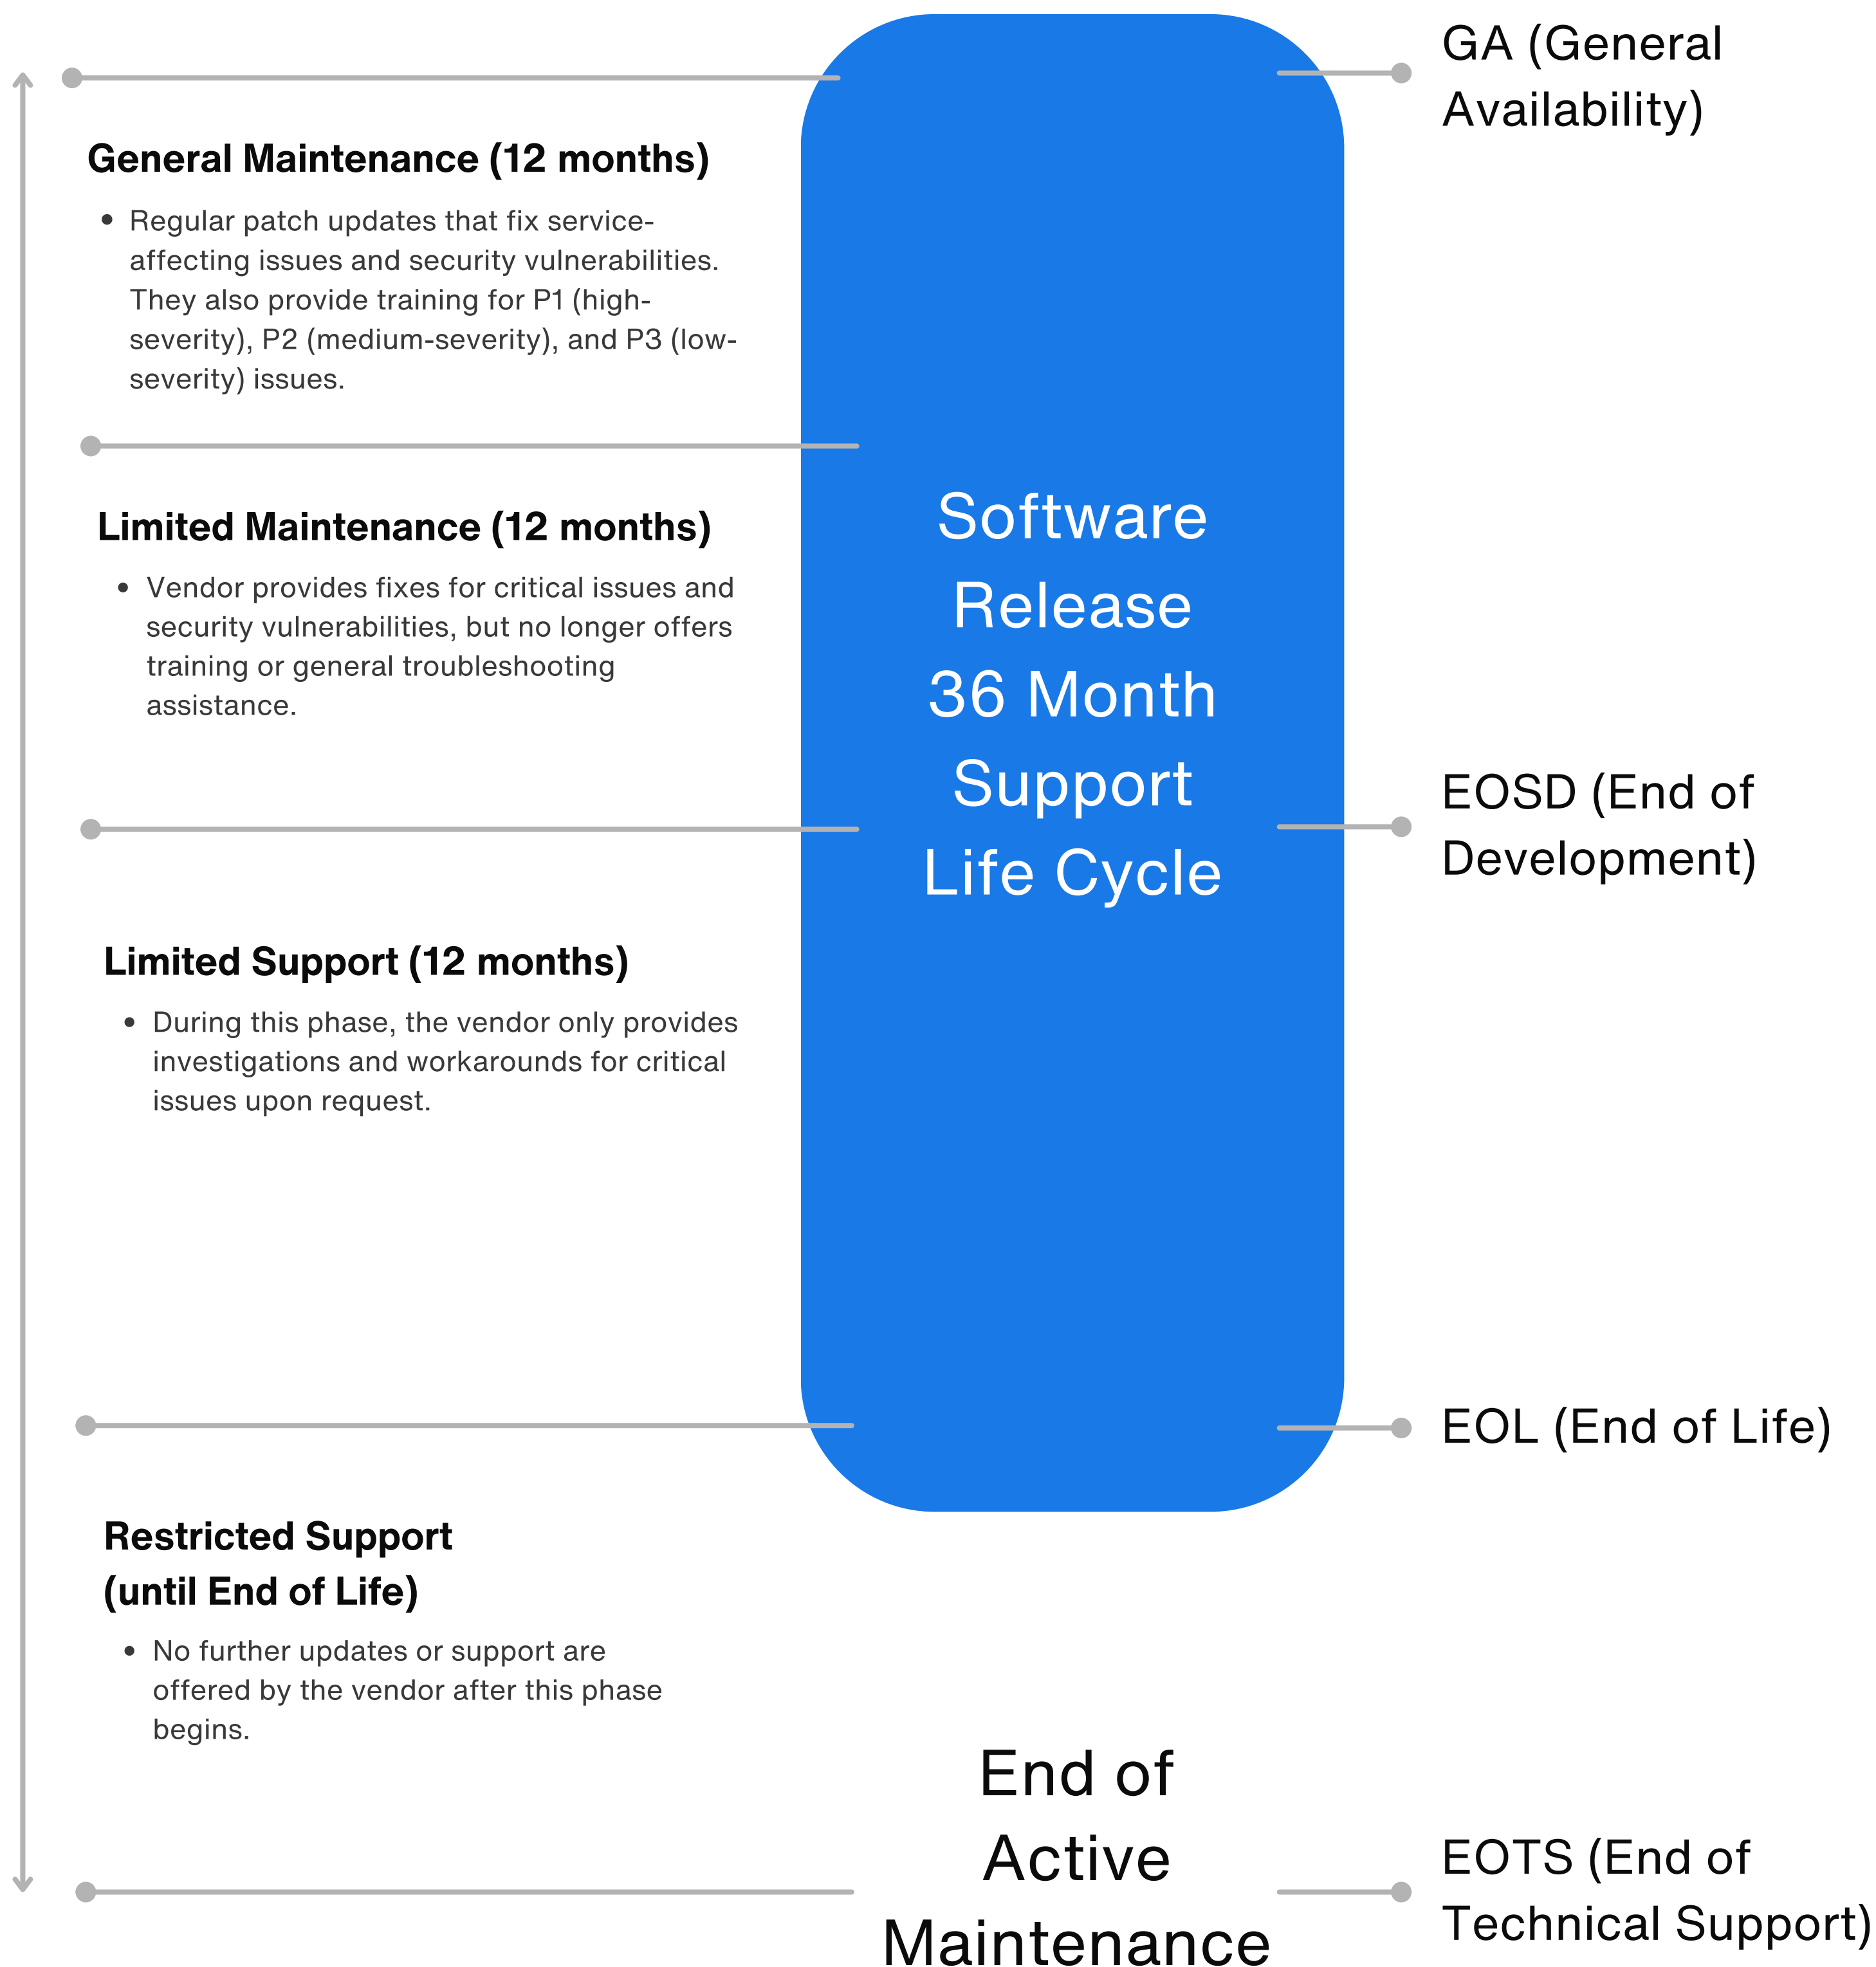 General Maintenance (12 months)
• Regular patch updates that fix service-
affecting issues and security vulnerabilities.
They also provide training for P1 (high-
severity), P2 (medium-severity), and P3 (low-
severity) issues.
Limited Maintenance (12 months)
• Vendor provides fixes for critical issues and
security vulnerabilities, but no longer offers
training or general troubleshooting
assistance.
Limited Support (12 months)
• During this phase, the vendor only provides
investigations and workarounds for critical
issues upon request.
Restricted Support
(until End of Life)
• No further updates or support are
offered by the vendor after this phase
begins.
Software
Release
36 Month
Support
Life Cycle
End of
Active
Maintenance
GA (General
Availability)
EOSD (End of
Development)
EOL (End of Life)
EOTS (End of
Technical Support)